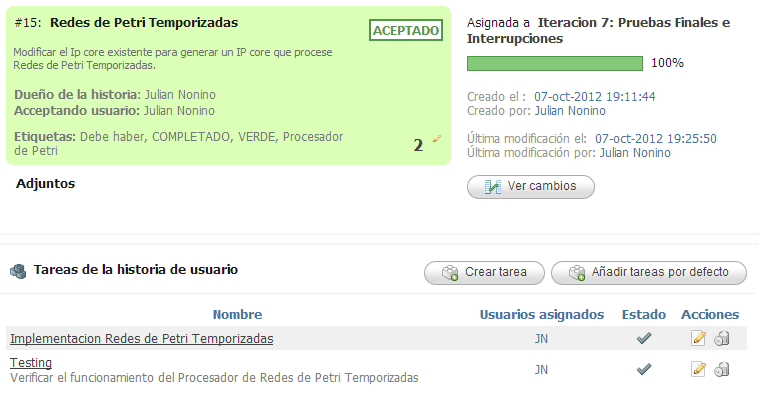 #15: Redes de Petri Temporizadas
ACEPTADO
Modificar el Ip core existente para generar un IP core que procese
Redes de Petri Temporizadas.
Dueño de la historia: Julian Nonino
Aceptando usuario: Julian Nonino
Etiquetas: Debe haber, COMPLETADO, VERDE, Procesador
de Petri
2
Adjuntos
Asignada a Iteracion 7: Pruebas Finales e
Interrupciones
100%
Creado el : 07-oct-2012 19:11:44
Creado por: Julian Nonino
Última modificación el: 07-oct-2012 19:25:50
Última modificación por: Julian Nonino
Ver cambios
Tareas de la historia de usuario
Crear tarea
Añadir tareas por defecto
Nombre Usuarios asignados Estado Acciones
Implementacion Redes de Petri Temporizadas JN
Testing JN
Verificar el funcionamiento del Procesador de Redes de Petri Temporizadas